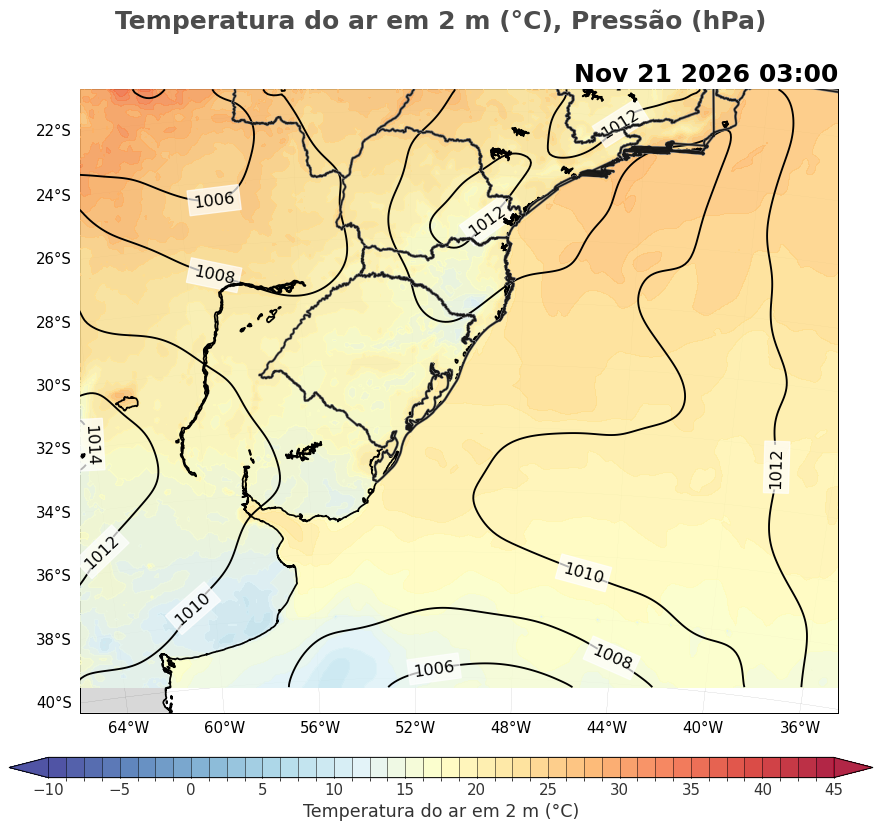 Temperatura do ar em 2 m (°C), Pressão (hPa)
Nov 21 2026 03:00
22°S
24°S
26°S
28°S
30°S
32°S
34°S
36°S
38°S
40°S
1012
1006
1012
1008
1014
1012
1012
1010
1010
1008
1006
64°W 60°W 56°W 52°W 48°W 44°W 40°W 36°W
−10 −5 0 5 10 15 20 25 30 35 40 45
Temperatura do ar em 2 m (°C)